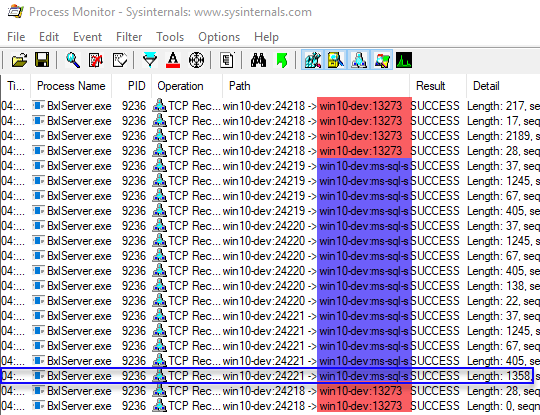 Process Monitor - Sysinternals: www.sysinternals.com
File Edit Event Filter Tools Options Help
Ti... Process Name PID Operation Path Result Detail
04:... BxlServer.exe 9236 TCP Rec... win10-dev:24218 -> win10-dev:13273 SUCCESS Length: 217, se
04:... BxlServer.exe 9236 TCP Rec... win10-dev:24218 -> win10-dev:13273 SUCCESS Length: 17, seq
04:... BxlServer.exe 9236 TCP Rec... win10-dev:24218 -> win10-dev:13273 SUCCESS Length: 2189, s
04:... BxlServer.exe 9236 TCP Rec... win10-dev:24218 -> win10-dev:13273 SUCCESS Length: 28, seq
04:... BxlServer.exe 9236 TCP Rec... win10-dev:24219 -> win10-dev:ms-sql-s SUCCESS Length: 37, seq
04:... BxlServer.exe 9236 TCP Rec... win10-dev:24219 -> win10-dev:ms-sql-s SUCCESS Length: 1245, s
04:... BxlServer.exe 9236 TCP Rec... win10-dev:24219 -> win10-dev:ms-sql-s SUCCESS Length: 67, seq
04:... BxlServer.exe 9236 TCP Rec... win10-dev:24219 -> win10-dev:ms-sql-s SUCCESS Length: 405, se
04:... BxlServer.exe 9236 TCP Rec... win10-dev:24220 -> win10-dev:ms-sql-s SUCCESS Length: 37, seq
04:... BxlServer.exe 9236 TCP Rec... win10-dev:24220 -> win10-dev:ms-sql-s SUCCESS Length: 1245, s
04:... BxlServer.exe 9236 TCP Rec... win10-dev:24220 -> win10-dev:ms-sql-s SUCCESS Length: 67, seq
04:... BxlServer.exe 9236 TCP Rec... win10-dev:24220 -> win10-dev:ms-sql-s SUCCESS Length: 405, se
04:... BxlServer.exe 9236 TCP Rec... win10-dev:24220 -> win10-dev:ms-sql-s SUCCESS Length: 138, se
04:... BxlServer.exe 9236 TCP Rec... win10-dev:24220 -> win10-dev:ms-sql-s SUCCESS Length: 22, seq
04:... BxlServer.exe 9236 TCP Rec... win10-dev:24221 -> win10-dev:ms-sql-s SUCCESS Length: 37, seq
04:... BxlServer.exe 9236 TCP Rec... win10-dev:24221 -> win10-dev:ms-sql-s SUCCESS Length: 1245, s
04:... BxlServer.exe 9236 TCP Rec... win10-dev:24221 -> win10-dev:ms-sql-s SUCCESS Length: 67, seq
04:... BxlServer.exe 9236 TCP Rec... win10-dev:24221 -> win10-dev:ms-sql-s SUCCESS Length: 405, se
04:... BxlServer.exe 9236 TCP Rec... win10-dev:24221 -> win10-dev:ms-sql-s SUCCESS Length: 1358, s
04:... BxlServer.exe 9236 TCP Rec... win10-dev:24218 -> win10-dev:13273 SUCCESS Length: 28, seq
04:... BxlServer.exe 9236 TCP Rec... win10-dev:24218 -> win10-dev:13273 SUCCESS Length: 0, seq